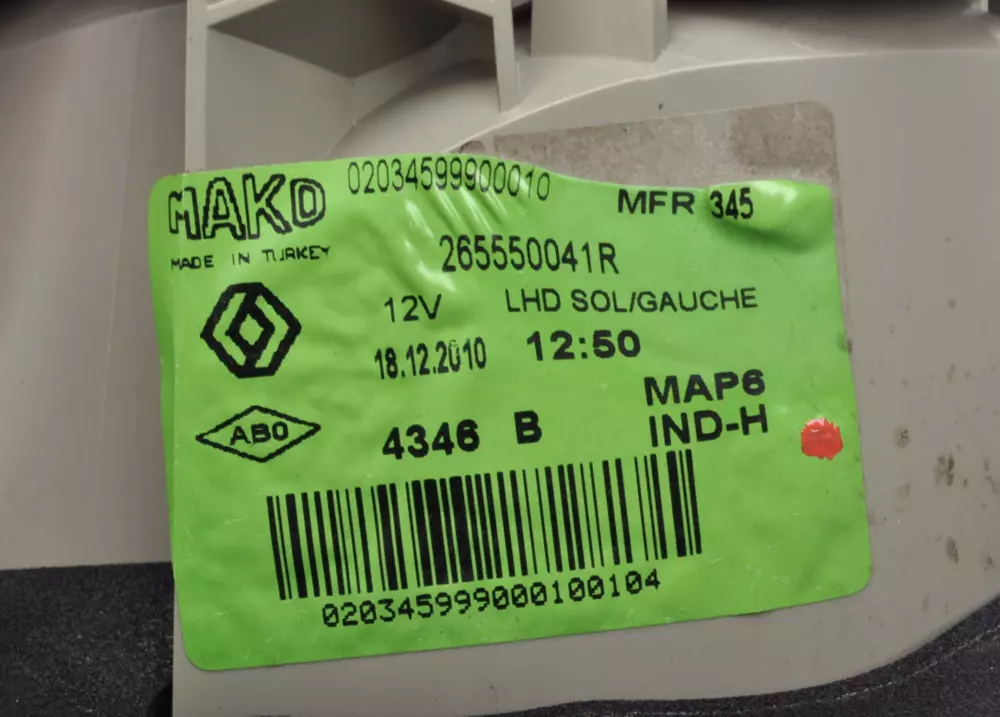 MAKO 02034599900010 MFR 345
MADE IN TURKEY 265550041R
12V LHD SOL/GAUCHE
18.12.2010 12:50
MAP6
ABO 4346 B IND-H
020345999000100104